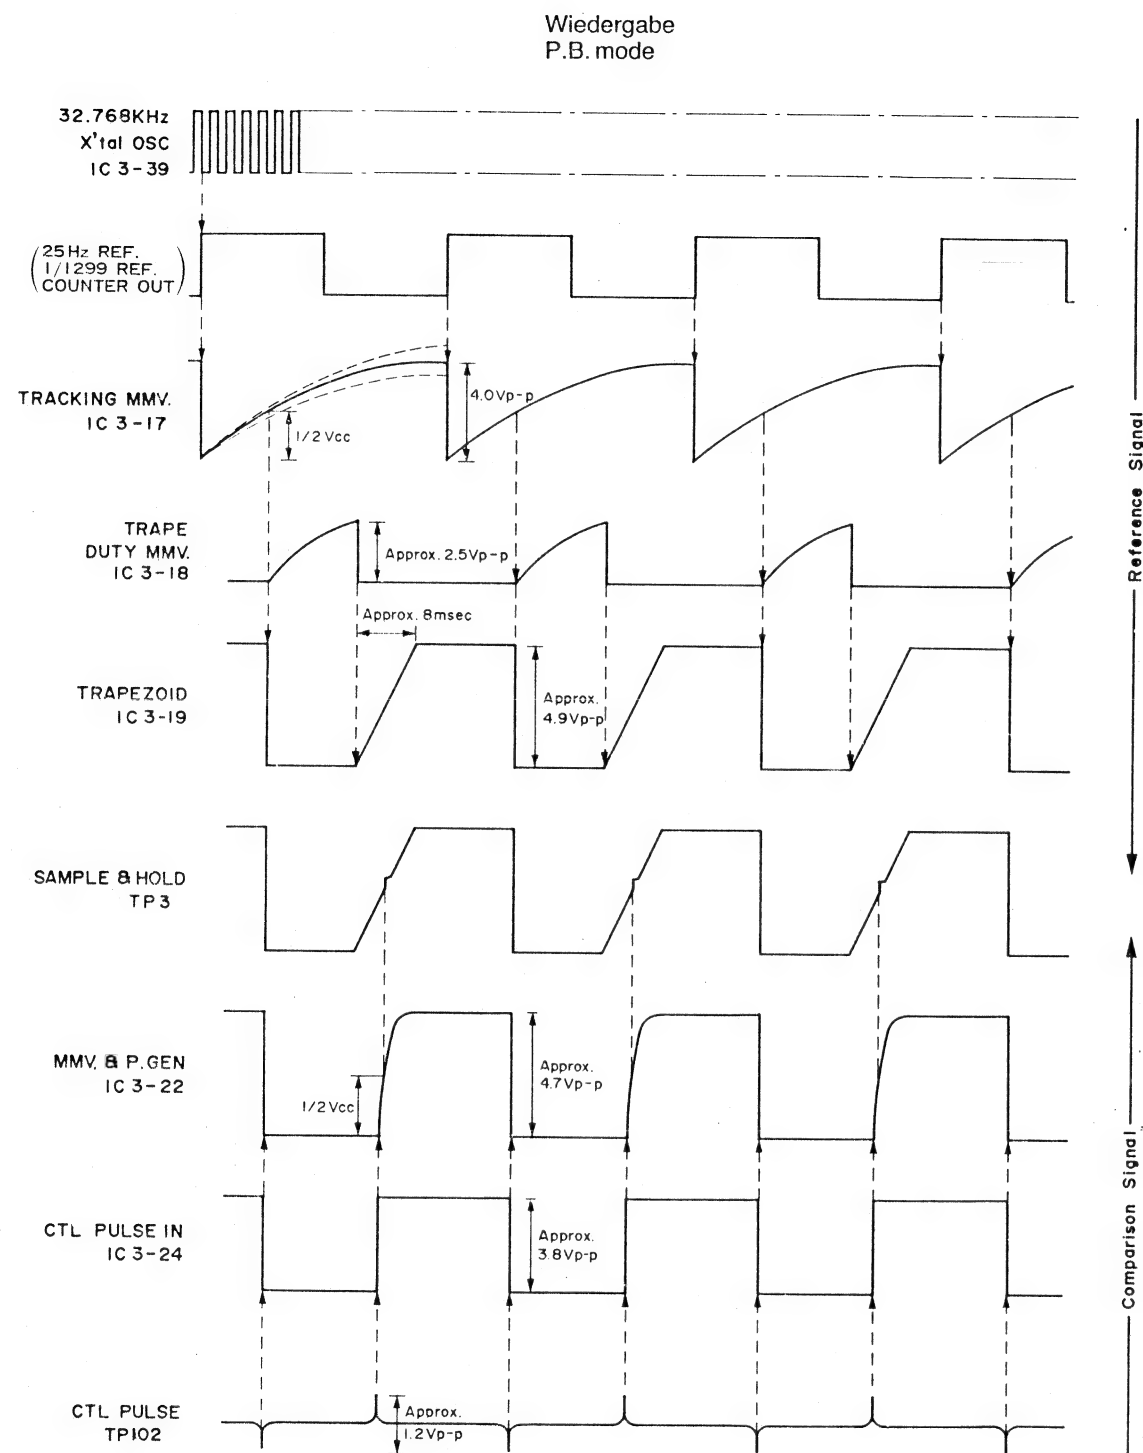 Wiedergabe
P.B. mode
32.768KHz
X'tal OSC
IC 3-39
25Hz REF.
1/1299 REF.
COUNTER OUT
TRACKING MMV.
IC 3-17
1/2 Vcc
4.0Vp-p
TRAPE
DUTY MMV.
IC 3-18
Approx. 2.5Vp-p
Approx. 8msec
TRAPEZOID
IC 3-19
Approx.
4.9Vp-p
SAMPLE & HOLD
TP3
MMV. & P.GEN
IC 3-22
1/2Vcc
Approx.
4.7Vp-p
CTL PULSE IN
IC 3-24
Approx.
3.8Vp-p
CTL PULSE
TP102
Approx.
1.2Vp-p
Reference Signal
Comparison Signal